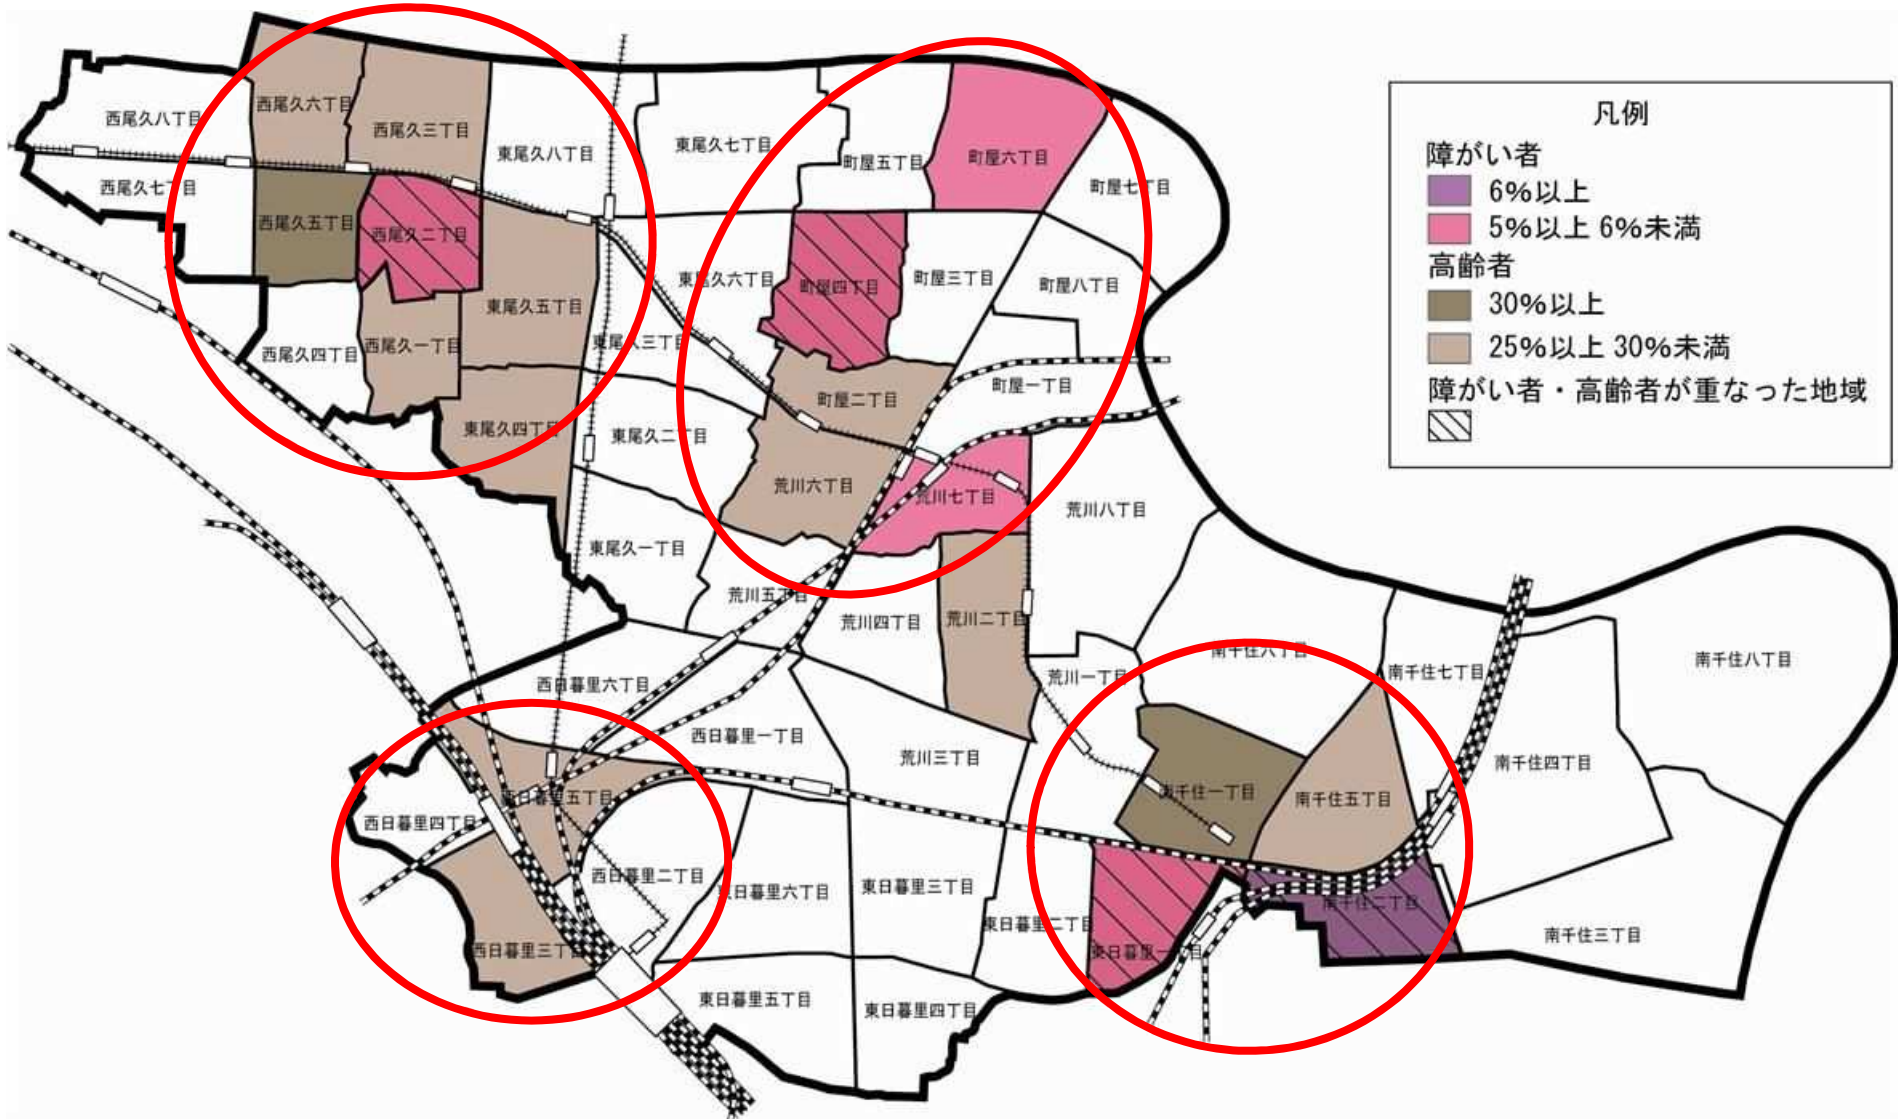 凡例
障がい者
6%以上
5%以上 6%未満
高齢者
30%以上
25%以上 30%未満
障がい者・高齢者が重なった地域
西尾久八丁目
西尾久六丁目
西尾久三丁目
東尾久八丁目
東尾久七丁目
町屋五丁目
町屋六丁目
町屋七丁目
西尾久七丁目
西尾久五丁目
西尾久二丁目
東尾久五丁目
東尾久六丁目
町屋四丁目
町屋三丁目
町屋八丁目
西尾久四丁目
西尾久一丁目
東尾久三丁目
町屋二丁目
町屋一丁目
東尾久四丁目
東尾久二丁目
荒川六丁目
荒川七丁目
荒川八丁目
東尾久一丁目
荒川五丁目
荒川四丁目
荒川二丁目
荒川一丁目
南千住六丁目
南千住七丁目
南千住八丁目
西日暮里六丁目
西日暮里一丁目
荒川三丁目
南千住一丁目
南千住五丁目
南千住四丁目
西日暮里四丁目
西日暮里五丁目
西日暮里二丁目
東日暮里六丁目
東日暮里三丁目
東日暮里二丁目
東日暮里一丁目
南千住二丁目
南千住三丁目
西日暮里三丁目
東日暮里五丁目
東日暮里四丁目